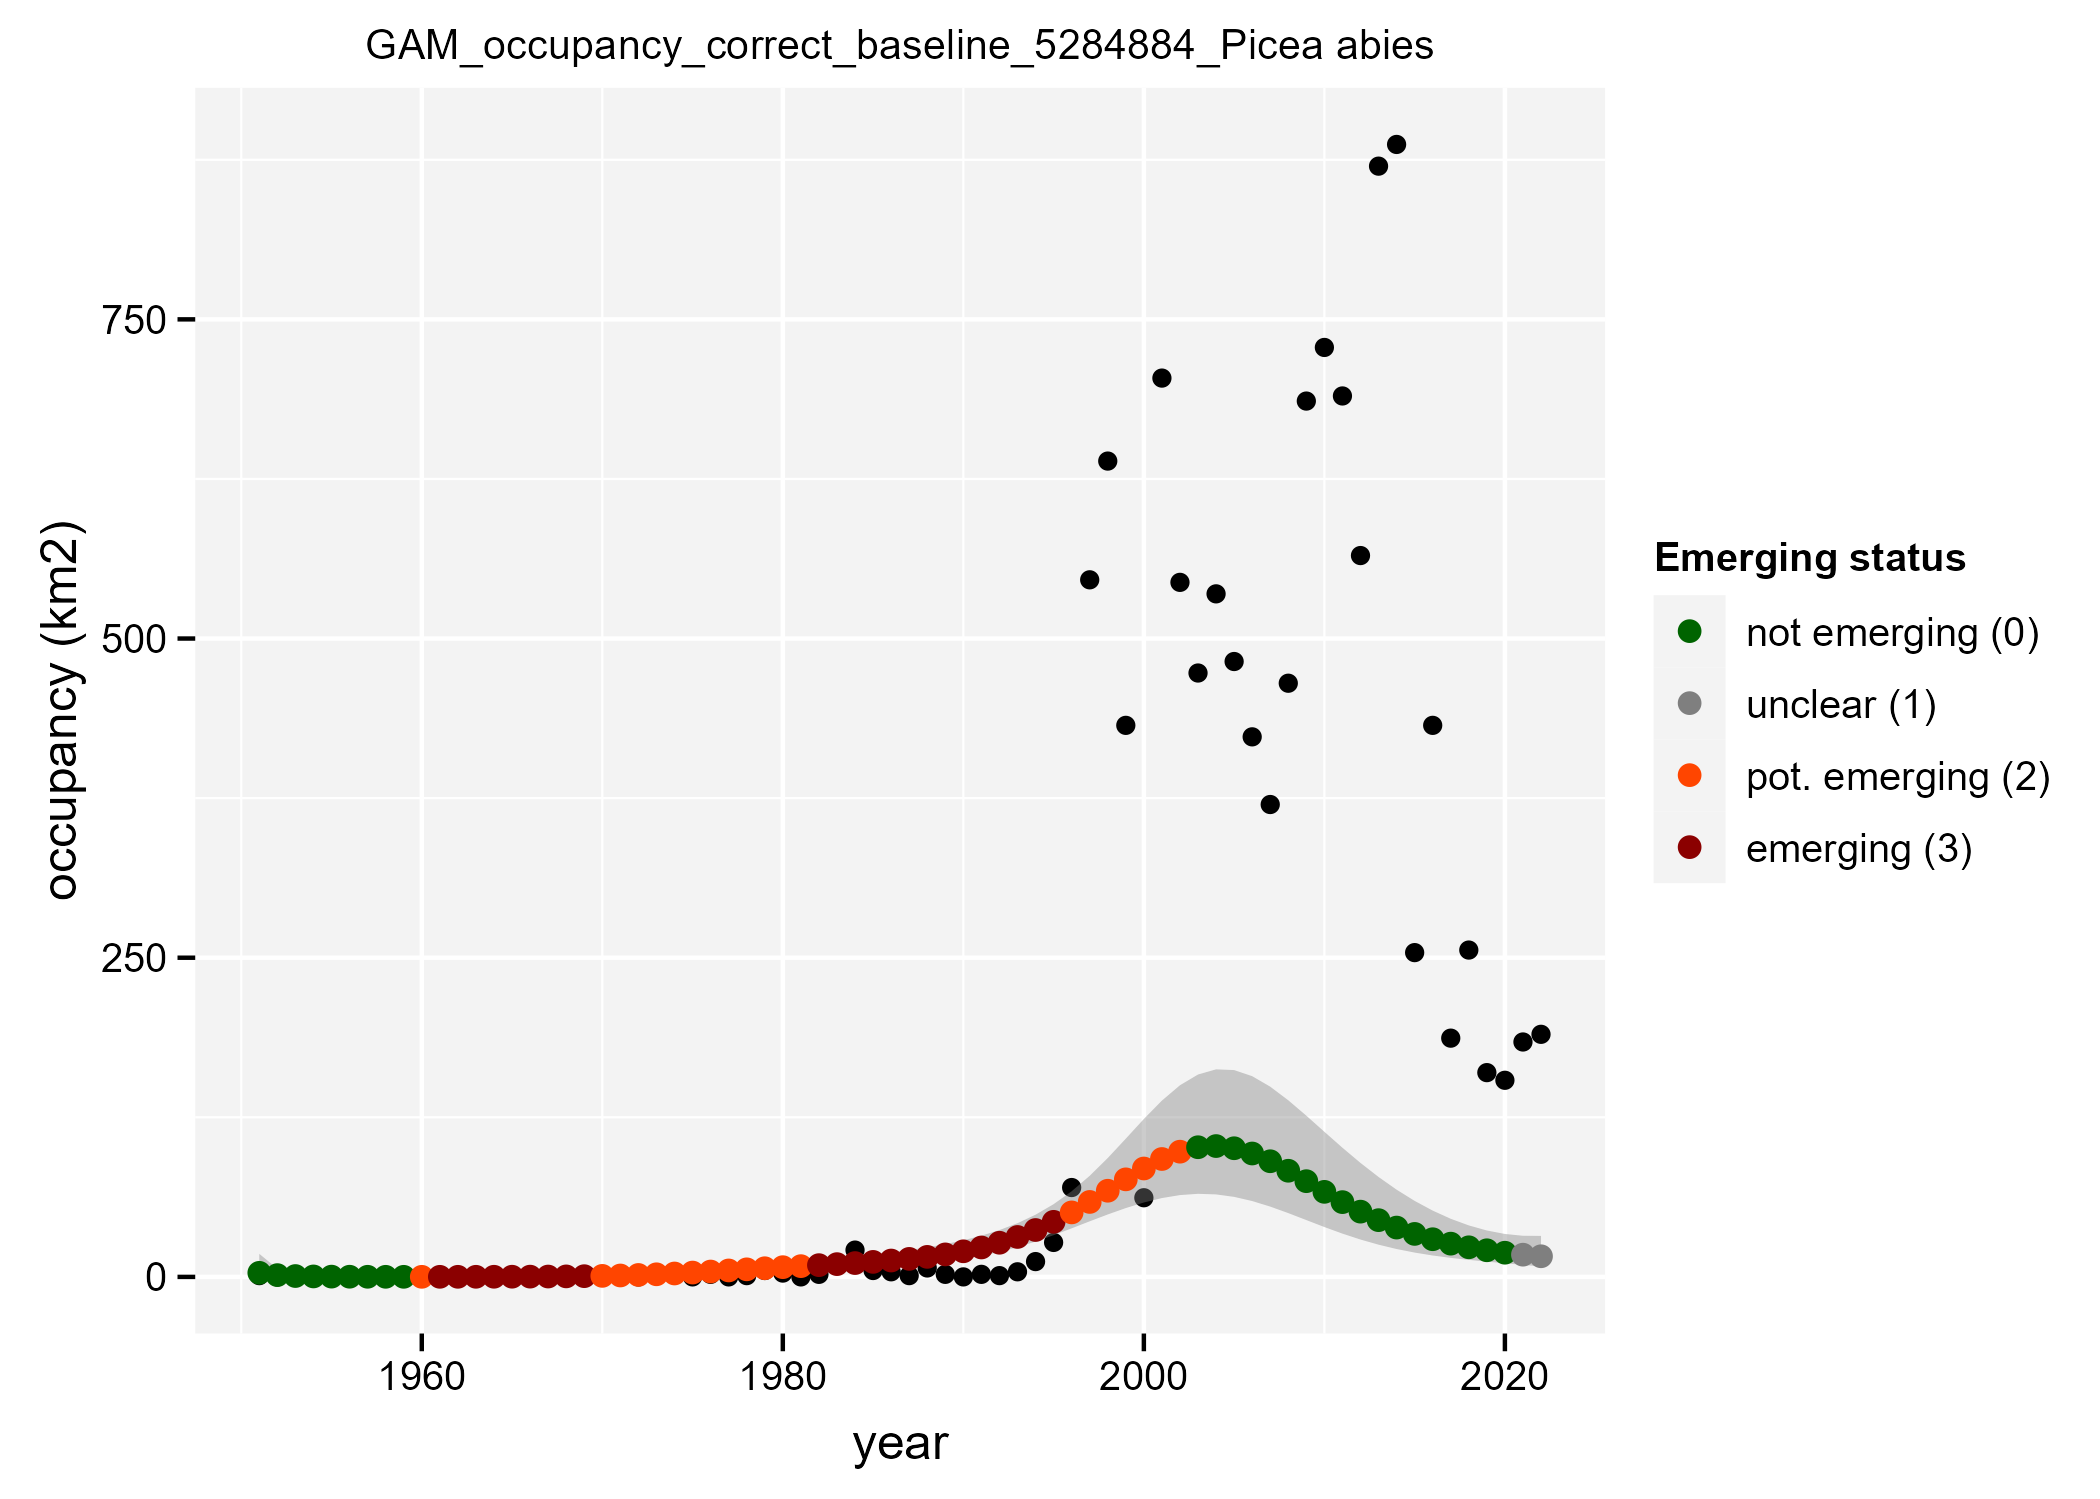 GAM_occupancy_correct_baseline_5284884_Picea abies
occupancy (km2)
750
500
250
0
1960 1980 2000 2020
year
Emerging status
not emerging (0)
unclear (1)
pot. emerging (2)
emerging (3)